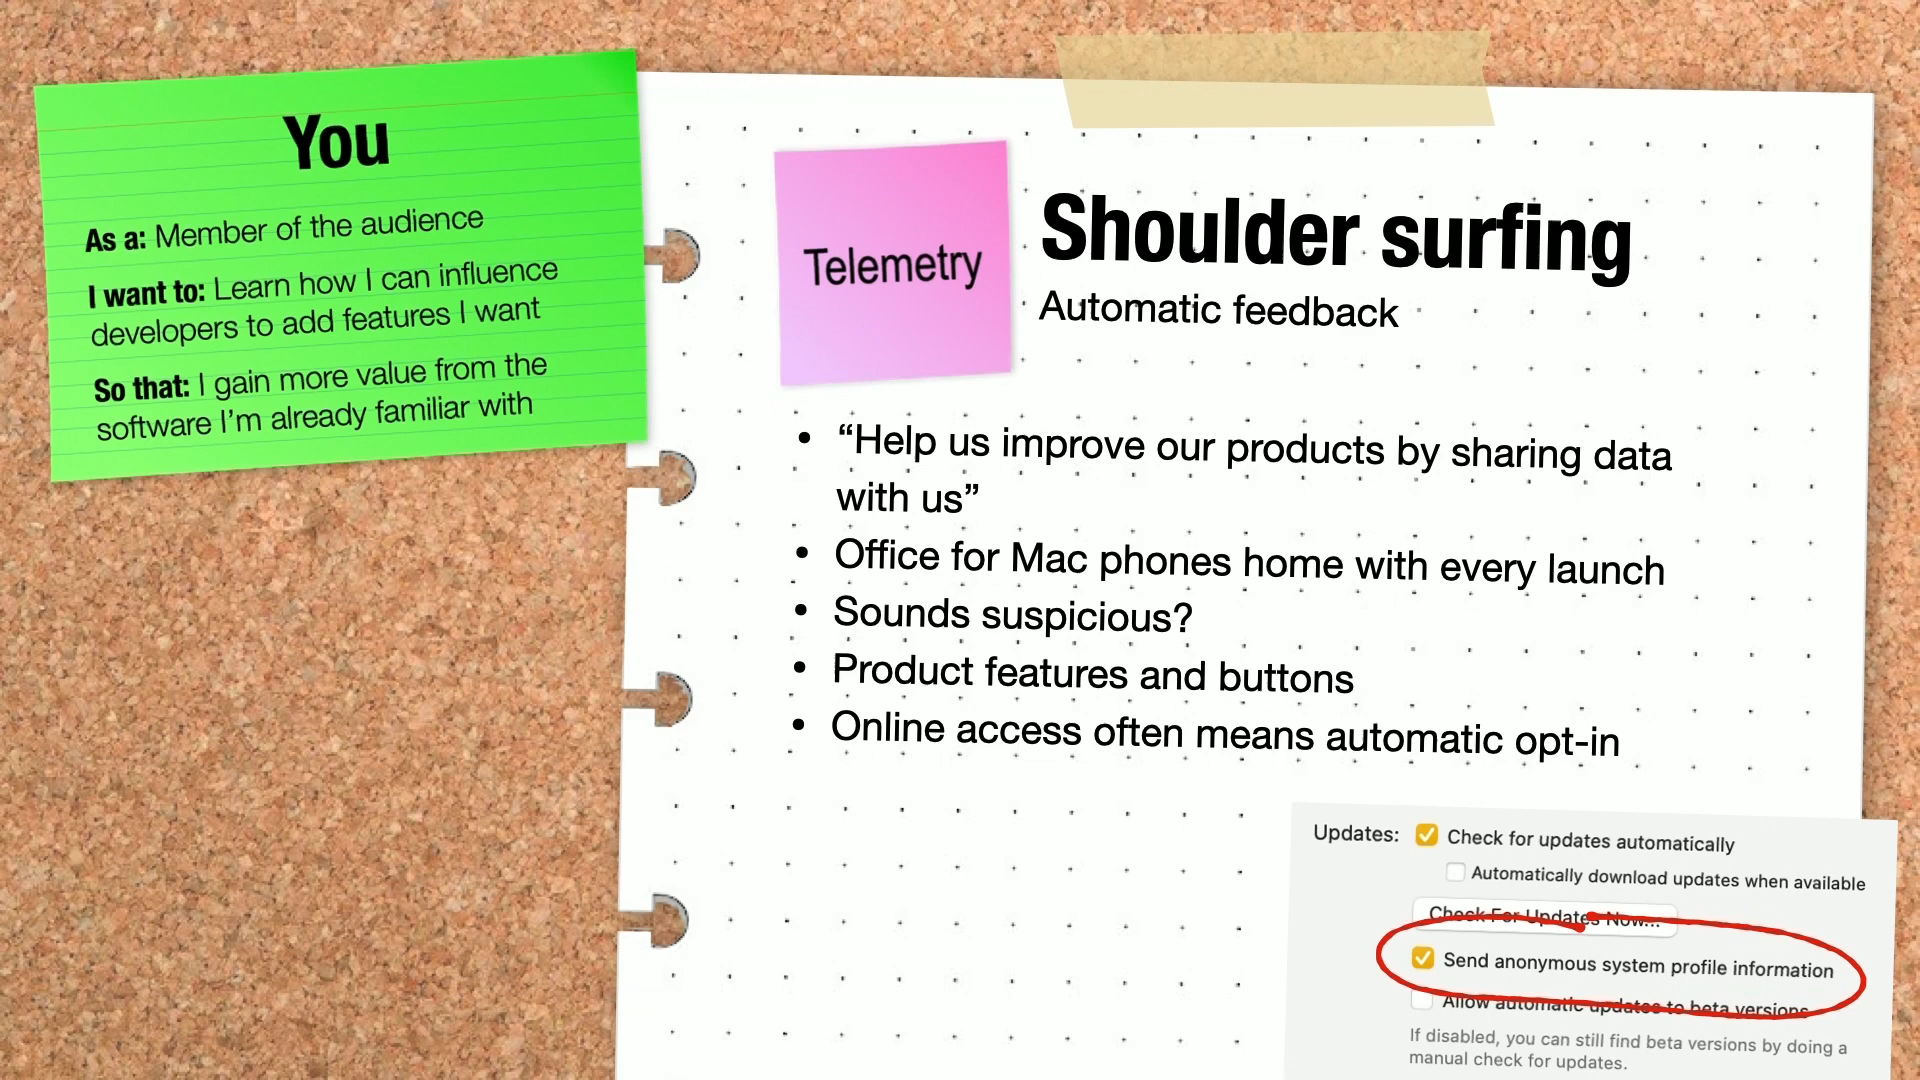 You
As a: Member of the audience
I want to: Learn how I can influence
developers to add features I want
So that: I gain more value from the
software I’m already familiar with
Telemetry
Shoulder surfing
Automatic feedback
• “Help us improve our products by sharing data
with us”
• Office for Mac phones home with every launch
• Sounds suspicious?
• Product features and buttons
• Online access often means automatic opt-in
Updates: Check for updates automatically
Automatically download updates when available
Check For Updates Now...
Send anonymous system profile information
Allow automatic updates to beta versions
If disabled, you can still find beta versions by doing a
manual check for updates.